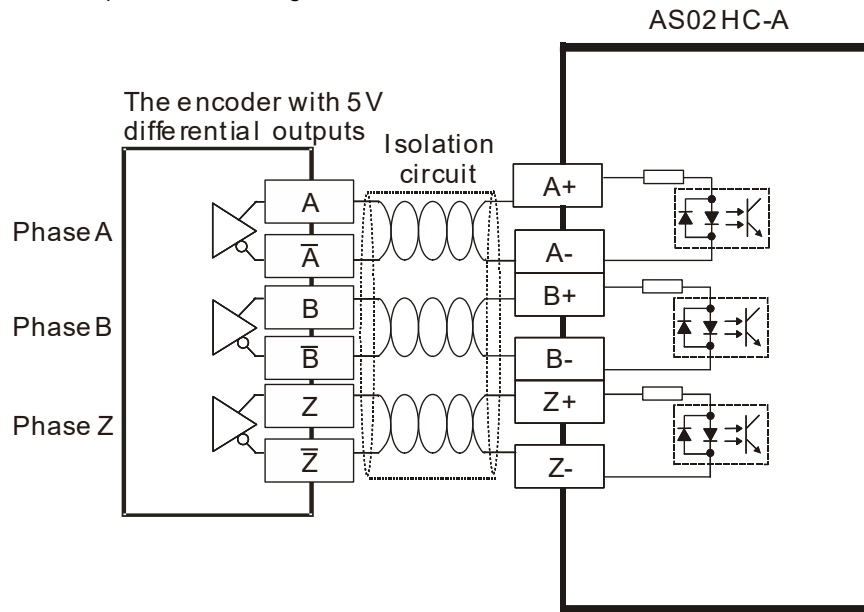 AS02HC-A
The encoder with 5V
differential outputs
Isolation
circuit
Phase A
A
A̅
A+
A-
Phase B
B
B̅
B+
B-
Phase Z
Z
Z̅
Z+
Z-